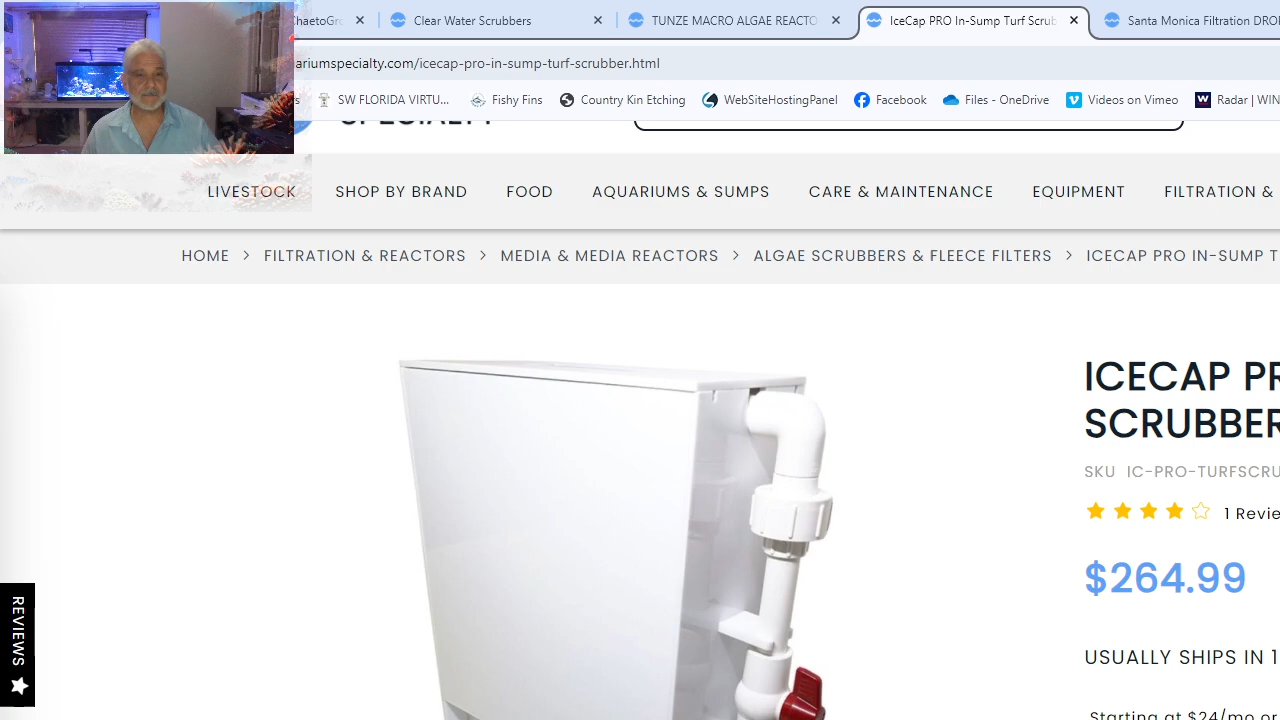 ChaetoGro
Clear Water Scrubbers
TUNZE MACRO ALGAE REACTOR
IceCap PRO In-Sump Turf Scrub
Santa Monica Filtration - DRO
ariumspecialty.com/icecap-pro-in-sump-turf-scrubber.html
SW FLORIDA VIRTU...
Fishy Finz
Country Kin Etching
WebSiteHostingPanel
Facebook
Files - OneDrive
Videos on Vimeo
Radar | WIN
SPECIALTY
LIVESTOCK SHOP BY BRAND FOOD AQUARIUMS & SUMPS CARE & MAINTENANCE EQUIPMENT FILTRATION &
HOME > FILTRATION & REACTORS > MEDIA & MEDIA REACTORS > ALGAE SCRUBBERS & FLEECE FILTERS > ICECAP PRO IN-SUMP T
ICECAP PR
SCRUBBER
SKU IC-PRO-TURFSCRU
1 Revie
$264.99
REVIEWS
USUALLY SHIPS IN 1
Starting at $24/mo or